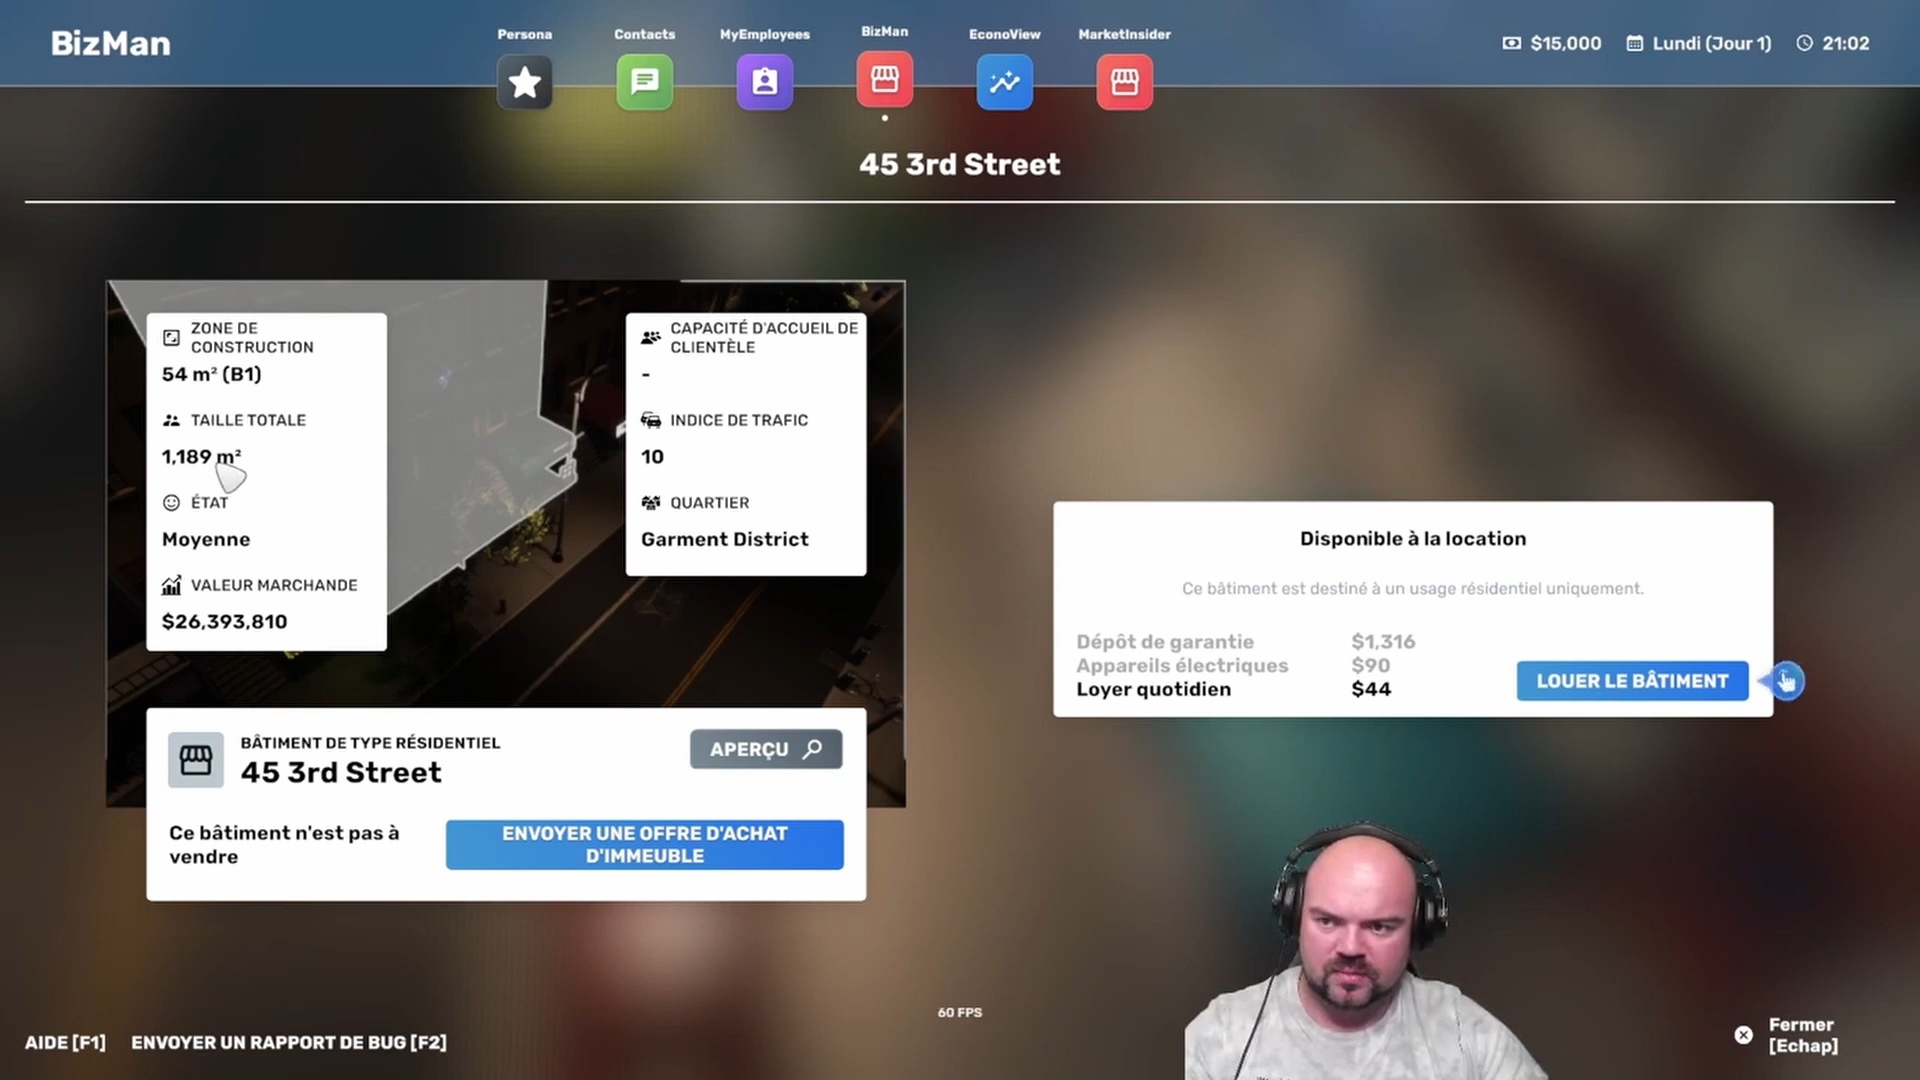 BizMan
Persona
Contacts
MyEmployees
BizMan
EconoView
MarketInsider
$15,000
Lundi (Jour 1)
21:02
45 3rd Street
ZONE DE
CONSTRUCTION
54 m² (B1)
TAILLE TOTALE
1,189 m²
ÉTAT
Moyenne
VALEUR MARCHANDE
$26,393,810
CAPACITÉ D'ACCUEIL DE
CLIENTÈLE
-
INDICE DE TRAFIC
10
QUARTIER
Garment District
BÂTIMENT DE TYPE RÉSIDENTIEL
45 3rd Street
APERÇU
Ce bâtiment n'est pas à
vendre
ENVOYER UNE OFFRE D'ACHAT
D'IMMEUBLE
Disponible à la location
Ce bâtiment est destiné à un usage résidentiel uniquement.
Dépôt de garantie $1,316
Appareils électriques $90
Loyer quotidien $44
LOUER LE BÂTIMENT
60 FPS
AIDE [F1]
ENVOYER UN RAPPORT DE BUG [F2]
Fermer
[Echap]